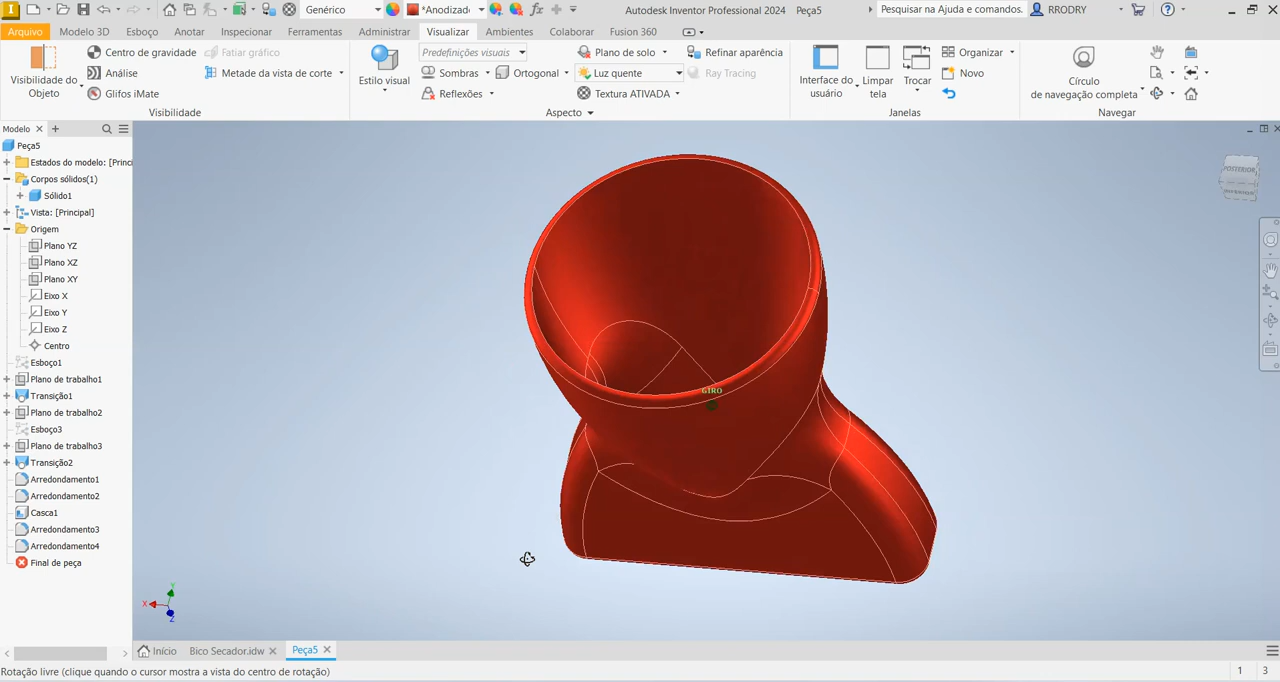 Genérico
*Anodizad
Autodesk Inventor Professional 2024 Peça5
Pesquisar na Ajuda e comandos.
RRODRY
Arquivo Modelo 3D Esboço Anotar Inspecionar Ferramentas Administrar Visualizar Ambientes Colaborar Fusion 360
Visibilidade do
Objeto
Centro de gravidade
Análise
Glifos iMate
Fatiar gráfico
Metade da vista de corte
Visibilidade
Estilo visual
Predefinições visuais
Sombras
Reflexões
Ortogonal
Plano de solo
Luz quente
Textura ATIVADA
Refinar aparência
Ray Tracing
Aspecto
Interface do
usuário
Limpar
tela
Trocar
Organizar
Novo
Janelas
Círculo
de navegação completa
Navegar
Modelo
Peça5
Estados do modelo: [Princ
Corpos sólidos(1)
Sólido1
Vista: [Principal]
Origem
Plano YZ
Plano XZ
Plano XY
Eixo X
Eixo Y
Eixo Z
Centro
Esboço1
Plano de trabalho1
Transição1
Plano de trabalho2
Esboço3
Plano de trabalho3
Transição2
Arredondamento1
Arredondamento2
Casca1
Arredondamento3
Arredondamento4
Final de peça
GIRO
POSTERIOR
X
Y
Z
Início
Bico Secador.idw
Peça5
Rotação livre (clique quando o cursor mostra a vista do centro de rotação)
1 3